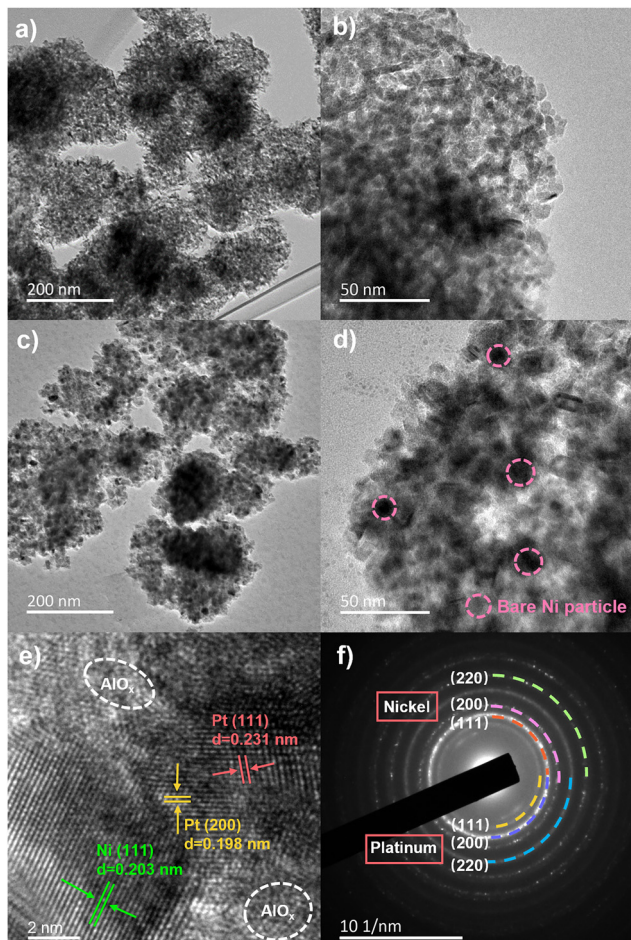 a)
200 nm
b)
50 nm
c)
200 nm
d)
50 nm
Bare Ni particle
e)
AlOx
Pt (111)
d=0.231 nm
Pt (200)
d=0.198 nm
Ni (111)
d=0.203 nm
AlOx
2 nm
f)
(220)
(200)
Nickel
(111)
(111)
(200)
Platinum
(220)
10 1/nm